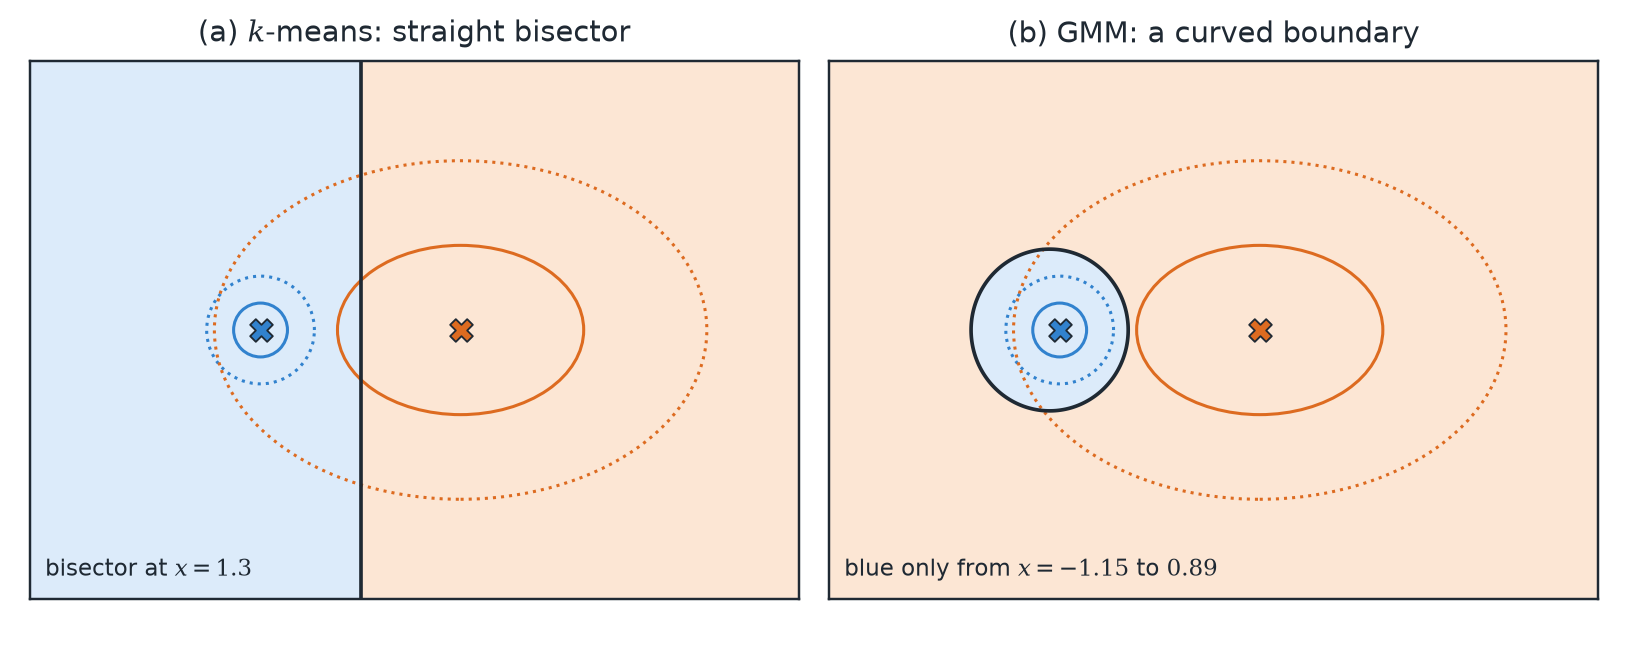 (a) k-means: straight bisector
(b) GMM: a curved boundary
bisector at x = 1.3
blue only from x = −1.15 to 0.89